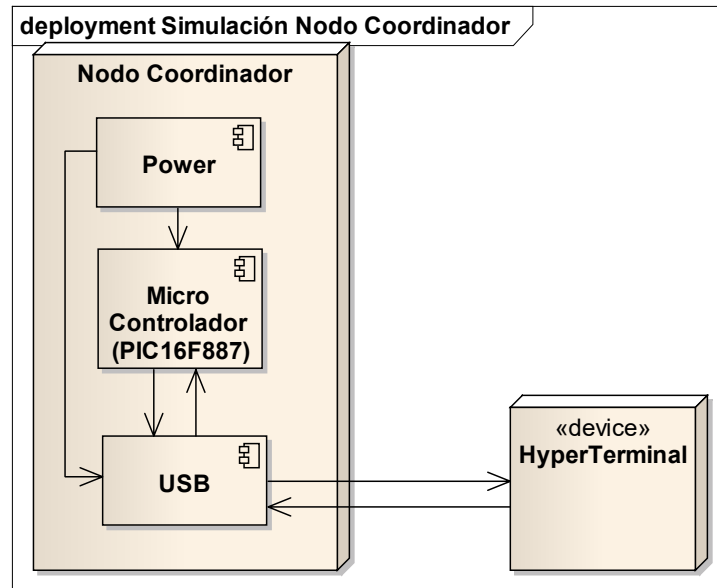 deployment Simulación Nodo Coordinador
Nodo Coordinador
Power
Micro
Controlador
(PIC16F887)
USB
«device»
HyperTerminal